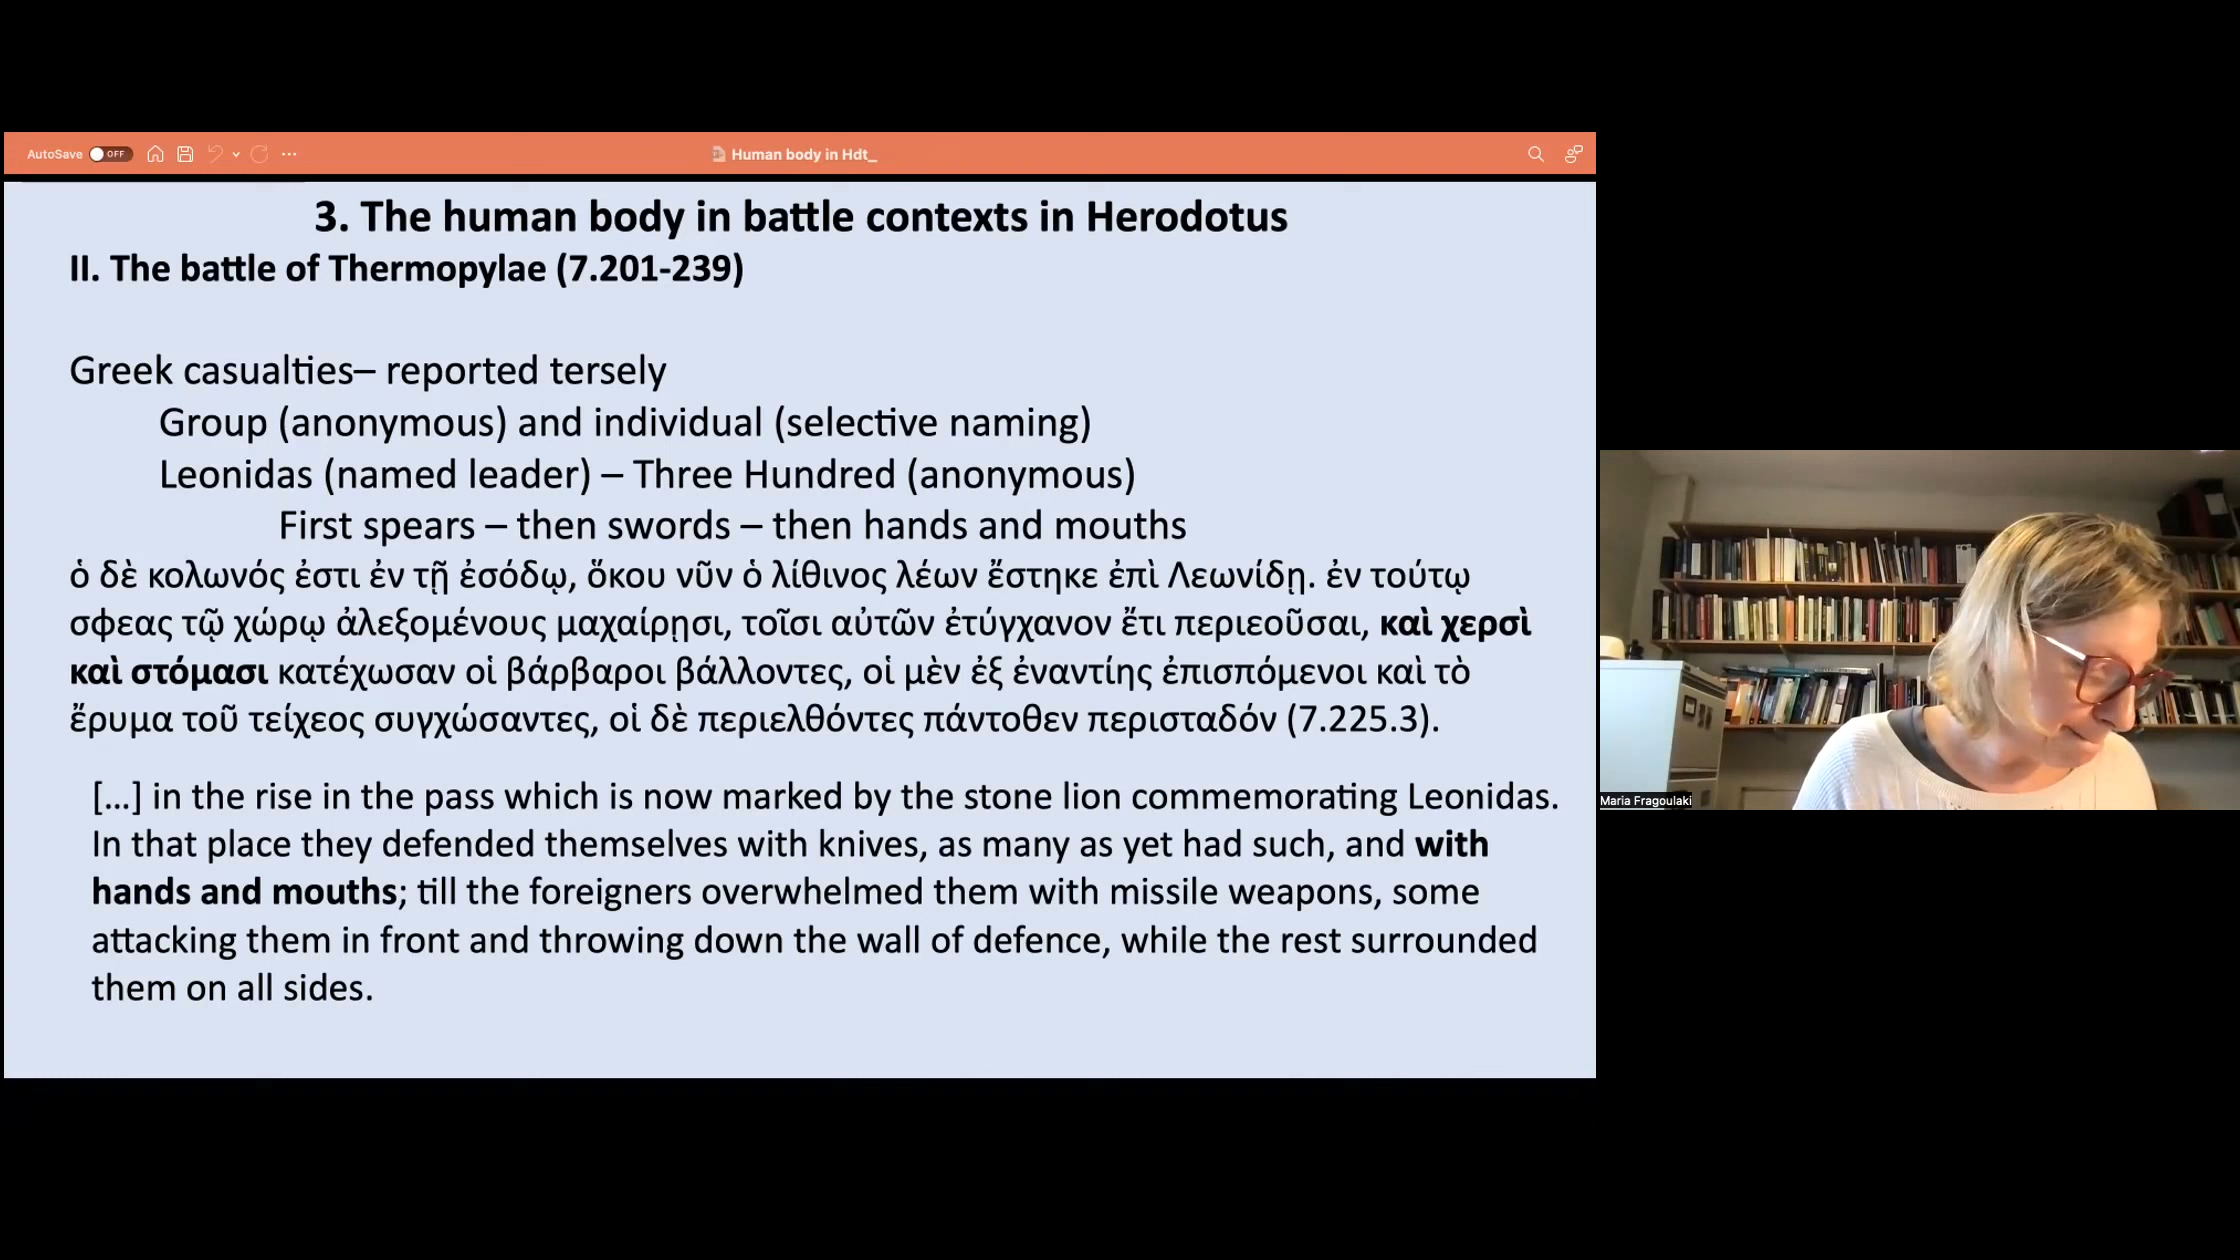 AutoSave OFF
Human body in Hdt_
3. The human body in battle contexts in Herodotus
II. The battle of Thermopylae (7.201-239)
Greek casualties– reported tersely
Group (anonymous) and individual (selective naming)
Leonidas (named leader) – Three Hundred (anonymous)
First spears – then swords – then hands and mouths
ὁ δὲ κολωνός ἐστι ἐν τῇ ἐσόδῳ, ὅκου νῦν ὁ λίθινος λέων ἕστηκε ἐπὶ Λεωνίδῃ. ἐν τούτῳ
σφεας τῷ χώρῳ ἀλεξομένους μαχαίρῃσι, τοῖσι αὐτῶν ἐτύγχανον ἔτι περιεοῦσαι, καὶ χερσὶ
καὶ στόμασι κατέχωσαν οἱ βάρβαροι βάλλοντες, οἱ μὲν ἐξ ἐναντίης ἐπισπόμενοι καὶ τὸ
ἔρυμα τοῦ τείχεος συγχώσαντες, οἱ δὲ περιελθόντες πάντοθεν περισταδόν (7.225.3).
[...] in the rise in the pass which is now marked by the stone lion commemorating Leonidas.
In that place they defended themselves with knives, as many as yet had such, and with
hands and mouths; till the foreigners overwhelmed them with missile weapons, some
attacking them in front and throwing down the wall of defence, while the rest surrounded
them on all sides.
Maria Fragoulaki